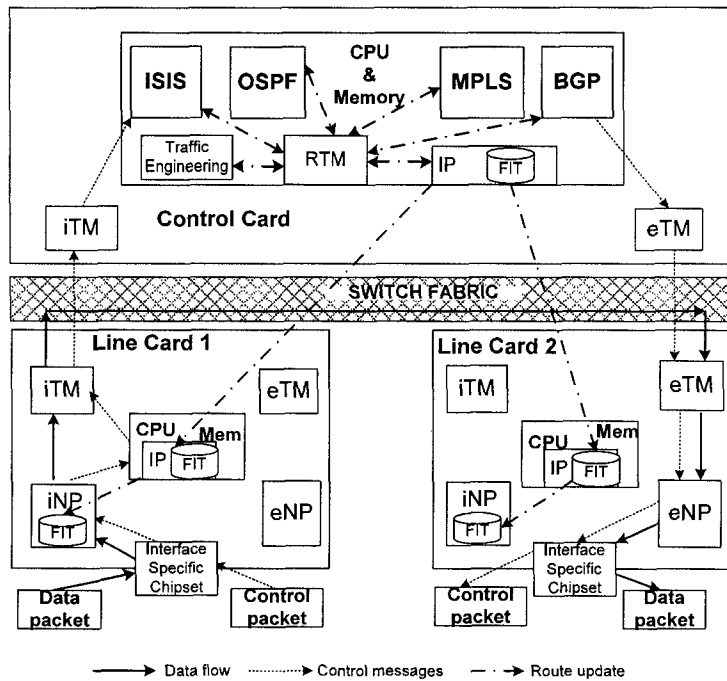 ISIS
OSPF
CPU
&
Memory
MPLS
BGP
Traffic
Engineering
RTM
IP
FIT
iTM
Control Card
eTM
SWITCH FABRIC
Line Card 1
iTM
eTM
CPU
Mem
IP
FIT
iNP
FIT
eNP
Interface
Specific
Chipset
Data
packet
Control
packet
Line Card 2
iTM
eTM
CPU
Mem
IP
FIT
iNP
FIT
eNP
Interface
Specific
Chipset
Control
packet
Data
packet
Data flow
Control messages
Route update